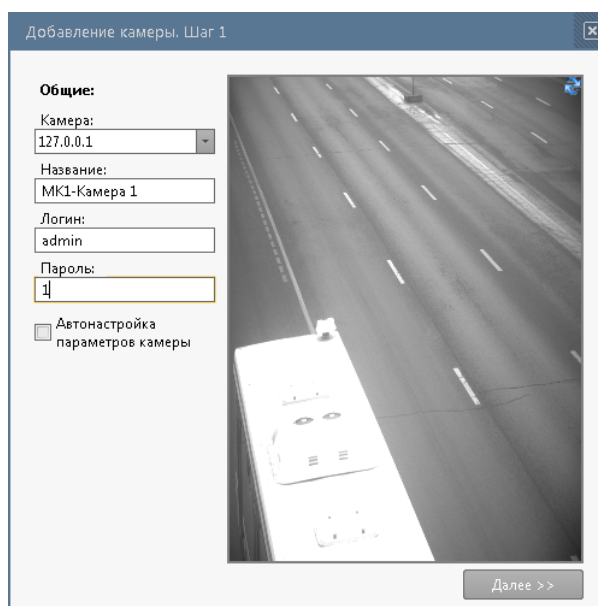 Добавление камеры. Шаг 1
Общие:
Камера:
127.0.0.1
Название:
МК1-Камера 1
Логин:
admin
Пароль:
1
Автонастройка
параметров камеры
Далее >>